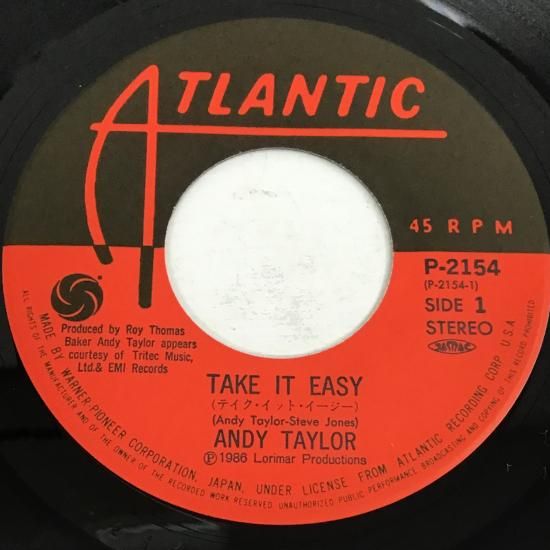 ATLANTIC
45 RPM
P-2154
(P-2154-1)
SIDE 1
STEREO
JASRAC
Produced by Roy Thomas
Baker Andy Taylor appears
courtesy of Tritec Music,
Ltd.& EMI Records
TAKE IT EASY
(テイク・イット・イージー)
(Andy Taylor-Steve Jones)
ANDY TAYLOR
Ⓟ1986 Lorimar Productions
MADE BY WARNER-PIONEER CORPORATION, JAPAN, UNDER LICENSE FROM ATLANTIC RECORDING CORP. U.S.A.
ALL RIGHTS OF THE MANUFACTURER AND OF THE OWNER OF THE RECORDED WORK RESERVED. UNAUTHORIZED PUBLIC PERFORMANCE, BROADCASTING AND COPYING OF THIS RECORD PROHIBITED.